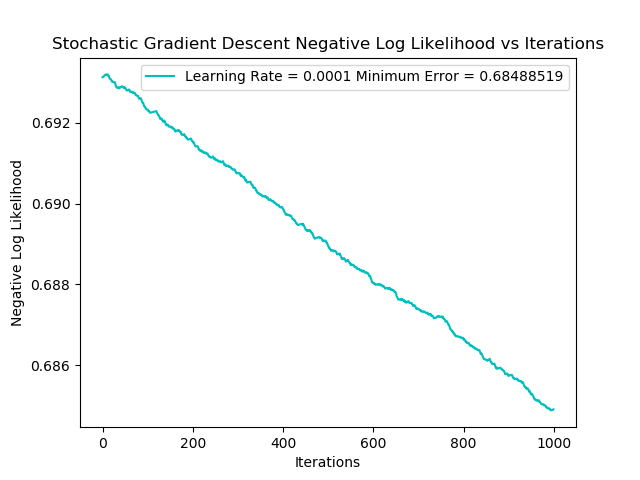 Stochastic Gradient Descent Negative Log Likelihood vs Iterations
Learning Rate = 0.0001 Minimum Error = 0.68488519
0.692
0.690
0.688
0.686
Negative Log Likelihood
0 200 400 600 800 1000
Iterations